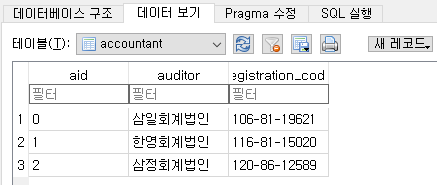 데이터베이스 구조 데이터 보기 Pragma 수정 SQL 실행
테이블(T): accountant 새 레코드
aid auditor egistration_cod
필터 필터 필터
1 0 삼일회계법인 106-81-19621
2 1 한영회계법인 116-81-15020
3 2 삼정회계법인 120-86-12589